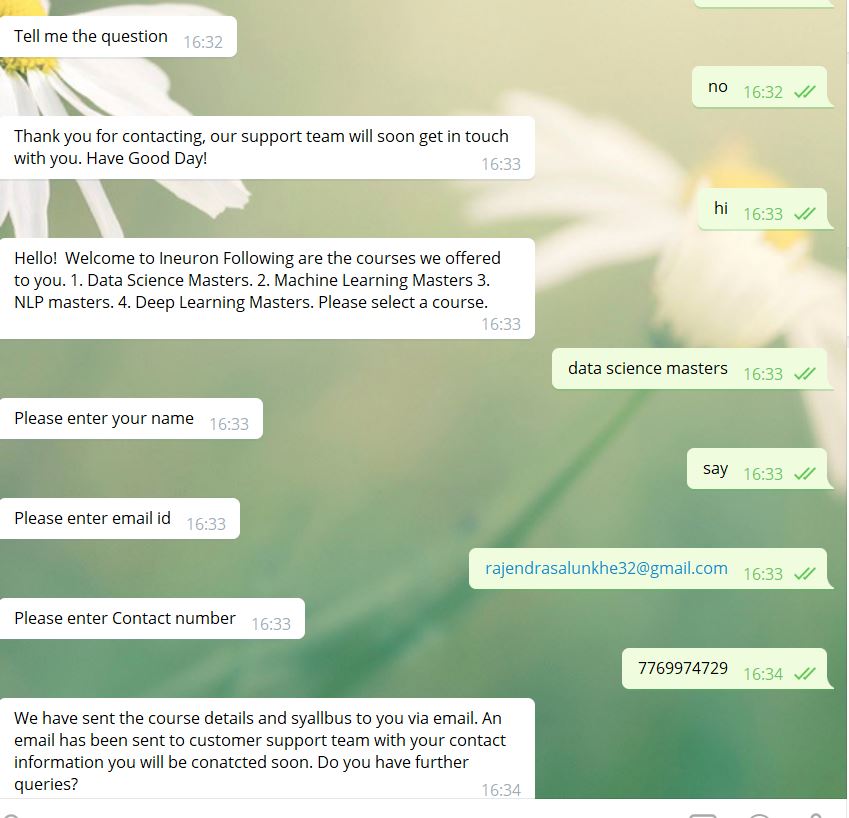 Tell me the question 16:32
no 16:32
Thank you for contacting, our support team will soon get in touch
with you. Have Good Day! 16:33
hi 16:33
Hello!  Welcome to Ineuron Following are the courses we offered
to you. 1. Data Science Masters. 2. Machine Learning Masters 3.
NLP masters. 4. Deep Learning Masters. Please select a course.
16:33
data science masters 16:33
Please enter your name 16:33
say 16:33
Please enter email id 16:33
rajendrasalunkhe32@gmail.com 16:33
Please enter Contact number 16:33
7769974729 16:34
We have sent the course details and syallbus to you via email. An
email has been sent to customer support team with your contact
information you will be conatcted soon. Do you have further
queries? 16:34